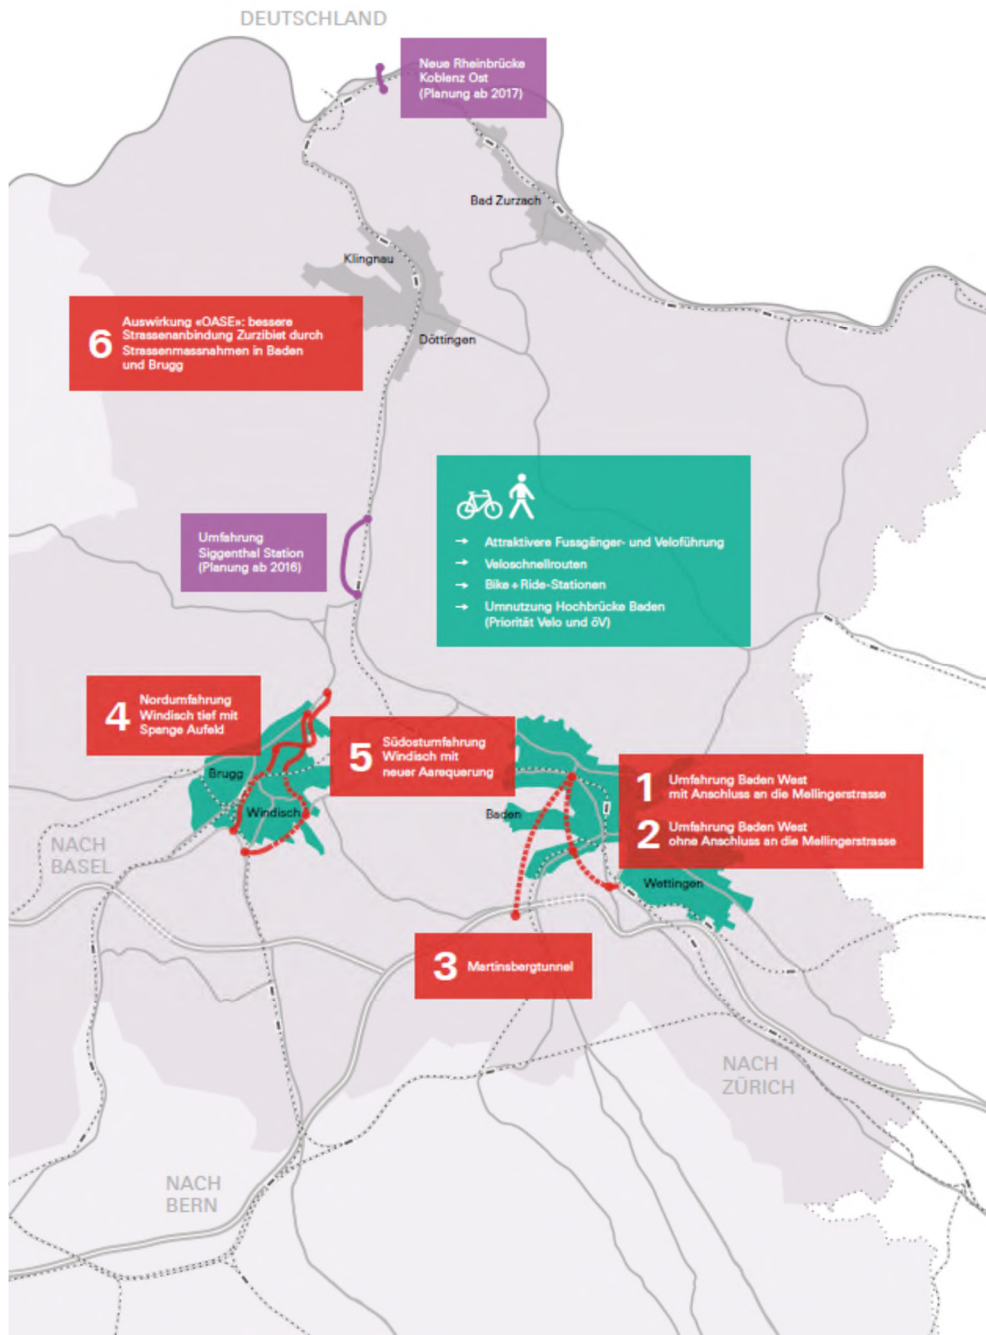 DEUTSCHLAND
Neue Rheinbrücke
Koblenz Ost
(Planung ab 2017)
Bad Zurzach
Klingnau
6
Auswirkung «OASE»: bessere
Strassenanbindung Zurzibiet durch
Strassenmassnahmen in Baden
und Brugg
Döttingen
→ Attraktivere Fussgänger- und Veloführung
→ Veloschnellrouten
→ Bike + Ride-Stationen
→ Umnutzung Hochbrücke Baden
(Priorität Velo und öV)
Umfahrung
Siggenthal Station
(Planung ab 2016)
4
Nordumfahrung
Windisch tief mit
Spange Aufeld
5
Südostumfahrung
Windisch mit
neuer Aarequerung
Brugg
Windisch
Baden
1
Umfahrung Baden West
mit Anschluss an die Mellingerstrasse
2
Umfahrung Baden West
ohne Anschluss an die Mellingerstrasse
NACH
BASEL
Wettingen
3 Martinsbergtunnel
NACH
ZÜRICH
NACH
BERN